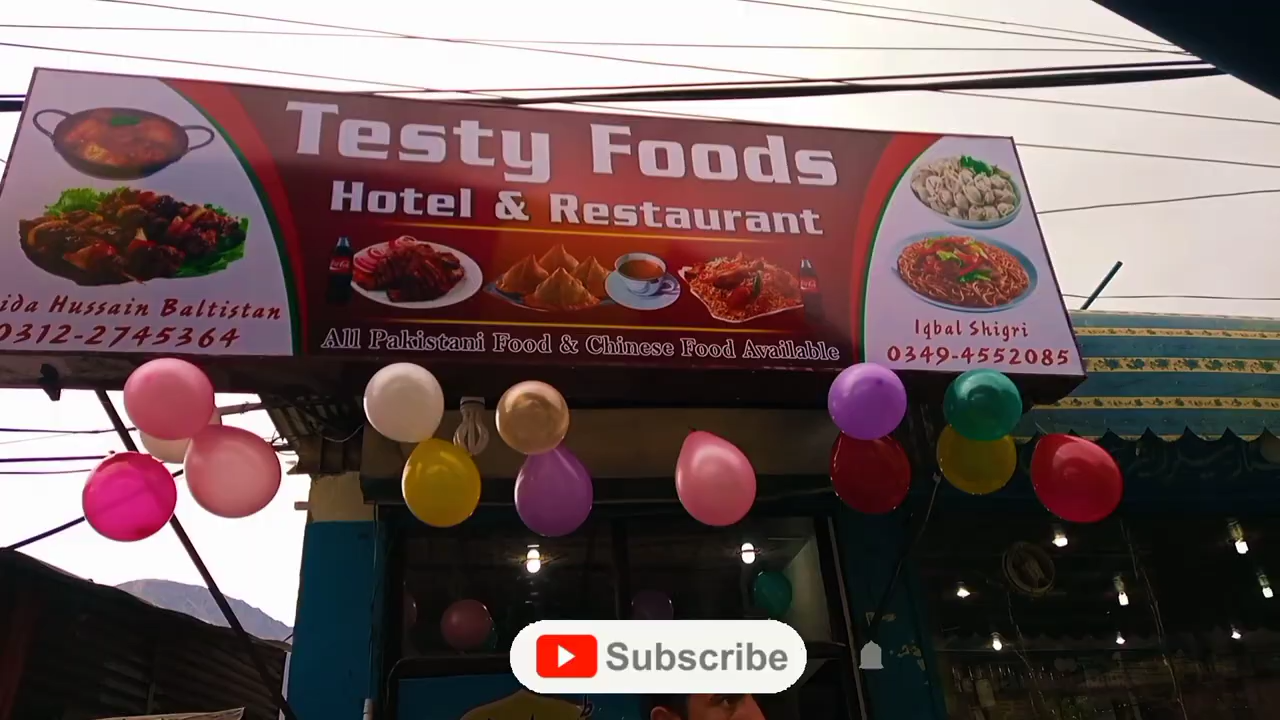 Testy Foods
Hotel & Restaurant
ida Hussain Baltistan
0312-2745364
All Pakistani Food & Chinese Food Available
Iqbal Shigri
0349-4552085
Subscribe